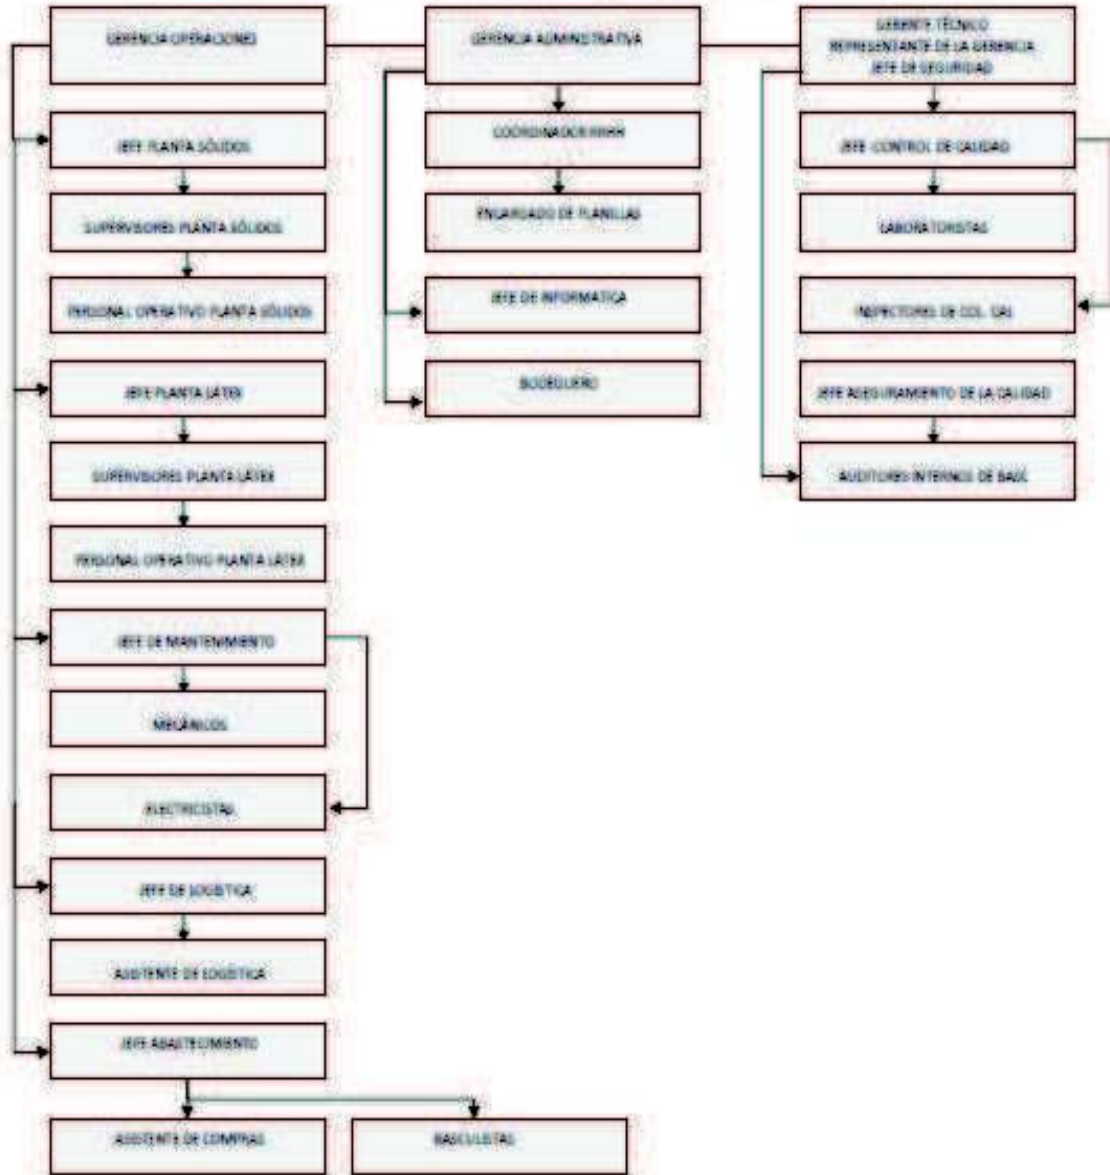 GERENCIA OPERACIONES
JEFE PLANTA SÓLIDOS
SUPERVISORES PLANTA SÓLIDOS
PERSONAL OPERATIVO PLANTA SÓLIDOS
JEFE PLANTA LÁTEX
SUPERVISORES PLANTA LÁTEX
PERSONAL OPERATIVO PLANTA LÁTEX
JEFE DE MANTENIMIENTO
MECÁNICOS
ELECTRICISTAS
JEFE DE LOGÍSTICA
ASISTENTE DE LOGÍSTICA
JEFE ABASTECIMIENTO
ASISTENTE DE COMPRAS
BASCULISTAS
GERENCIA ADMINISTRATIVA
COORDINADOR RRHH
ENCARGADO DE PLANILLAS
JEFE DE INFORMATICA
BODEGUERO
GERENTE TÉCNICO
REPRESENTANTE DE LA GERENCIA
JEFE DE SEGURIDAD
JEFE CONTROL DE CALIDAD
LABORATORISTAS
INSPECTORES DE
JEFE ASEGURAMIENTO DE LA CALIDAD
AUDITORES INTERNOS DE BASC